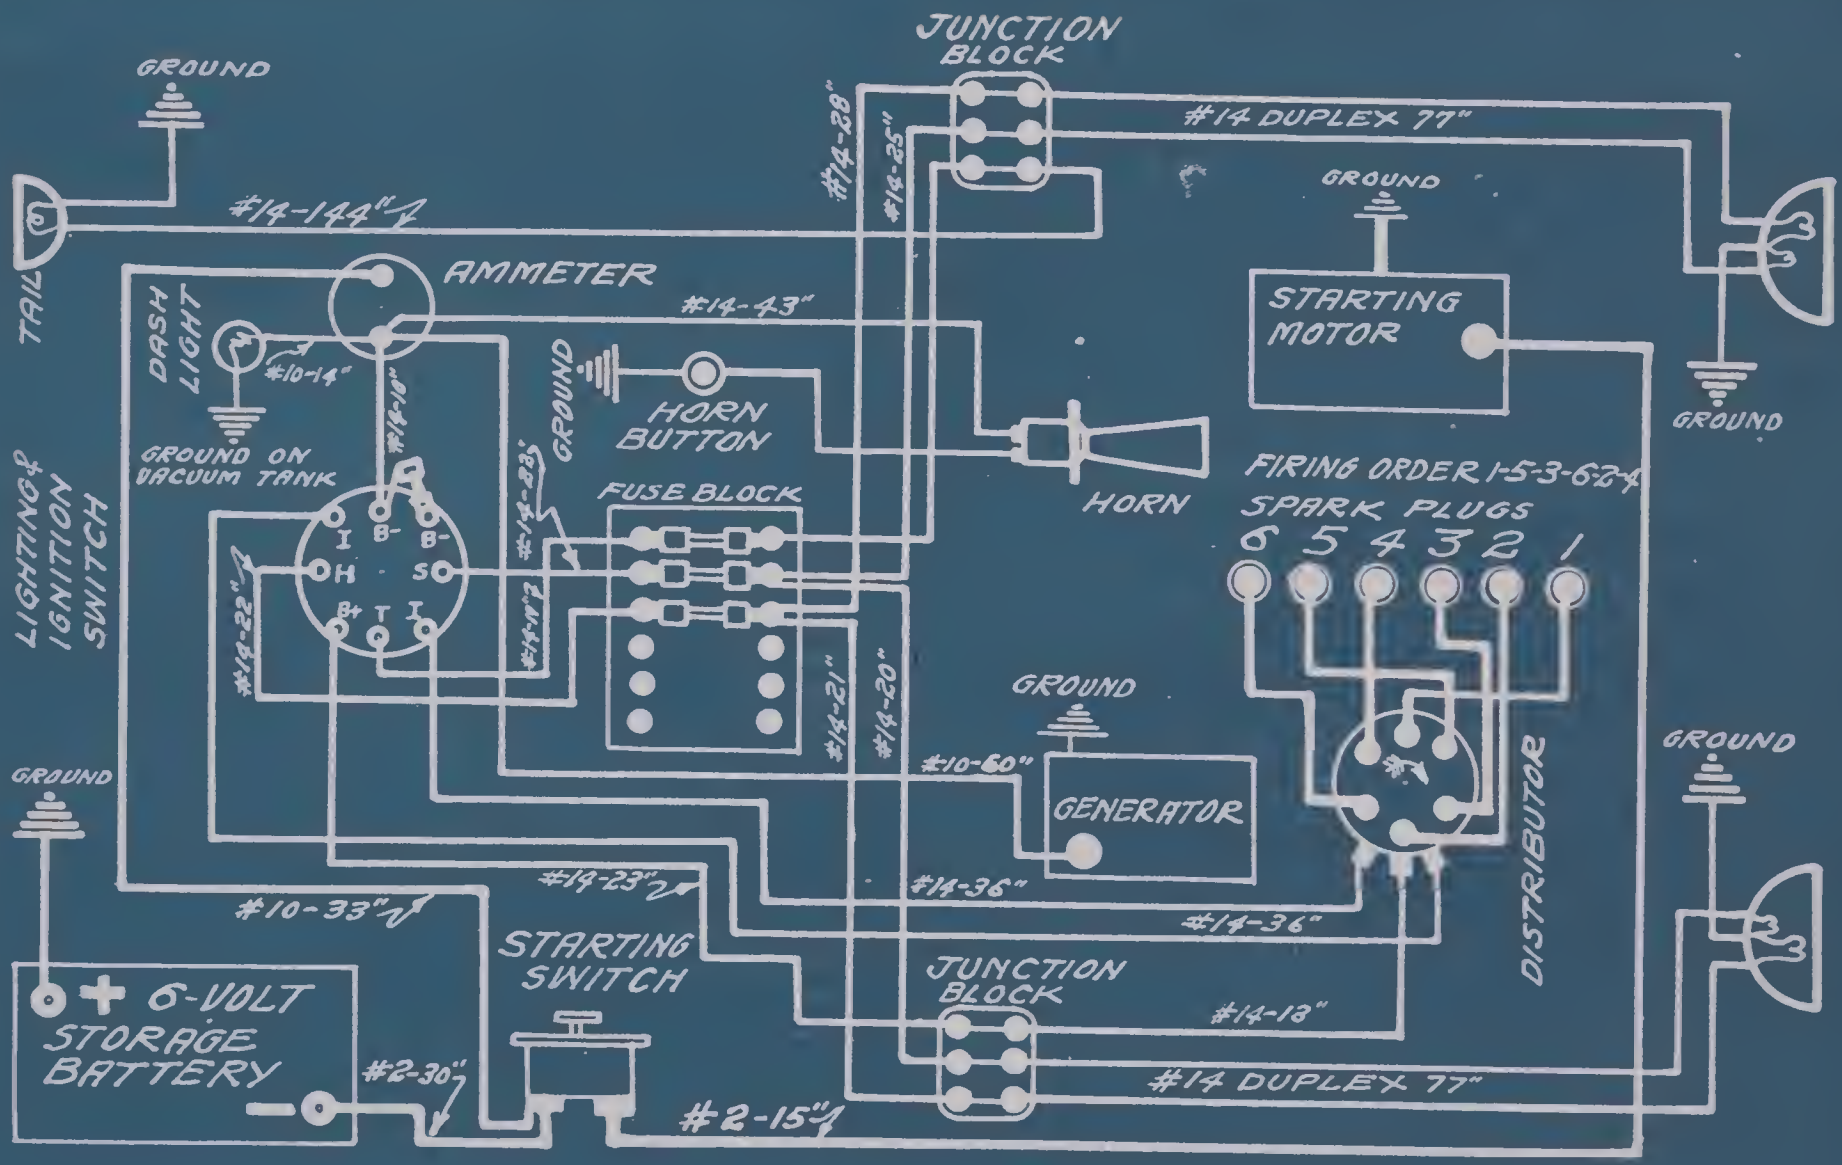 JUNCTION
BLOCK
GROUND
#14-28"
#14-25"
#14 DUPLEX 77"
GROUND
#14-144"
TAIL
AMMETER
#14-43"
STARTING
MOTOR
DASH
LIGHT
#10-14"
#14-10"
GROUND
HORN
BUTTON
GROUND
GROUND ON
VACUUM TANK
FIRING ORDER 1-5-3-6-2-4
SPARK PLUGS
6 5 4 3 2 1
HORN
FUSE BLOCK
LIGHTING &
IGNITION
SWITCH
I B- B-
H S
B+ T I
#14-22"
#14-21"
#14-20"
GROUND
GROUND
GROUND
#10-60"
GENERATOR
DISTRIBUTOR
#14-23"
#10-33"
#14-36"
#14-36"
STARTING
SWITCH
JUNCTION
BLOCK
+ 6-VOLT
STORAGE
BATTERY
#2-30"
#14-13"
#14 DUPLEX 77"
#2-15"